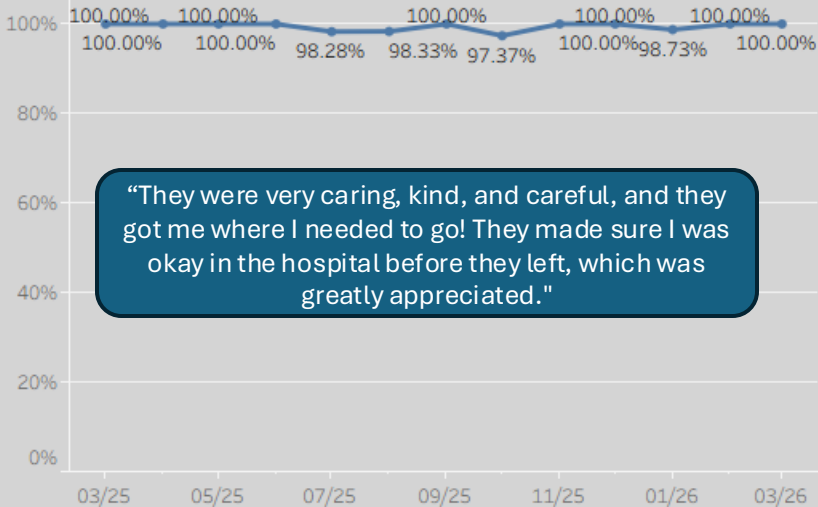 100.00% 100.00% 100.00% 100.00% 100.00%
100%
100.00% 100.00% 98.28% 98.33% 97.37% 100.00% 98.73% 100.00%
80%
“They were very caring, kind, and careful, and they
60%
got me where I needed to go! They made sure I was
okay in the hospital before they left, which was
40%
greatly appreciated."
20%
0%
03/25 05/25 07/25 09/25 11/25 01/26 03/26